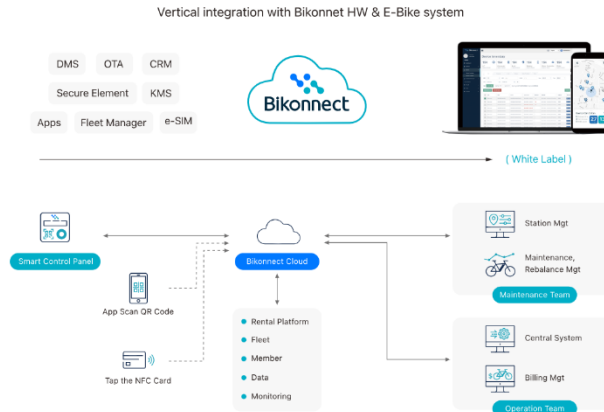 Vertical integration with Bikonnet HW & E-Bike system
DMS
OTA
CRM
Secure Element
KMS
Apps
Fleet Manager
e-SIM
Bikonnect
( White Label )
Smart Control Panel
Bikonnect Cloud
App Scan QR Code
Tap the NFC Card
Rental Platform
Fleet
Member
Data
Monitoring
Station Mgt
Maintenance,
Rebalance Mgt
Maintenance Team
Central System
Billing Mgt
Operation Team